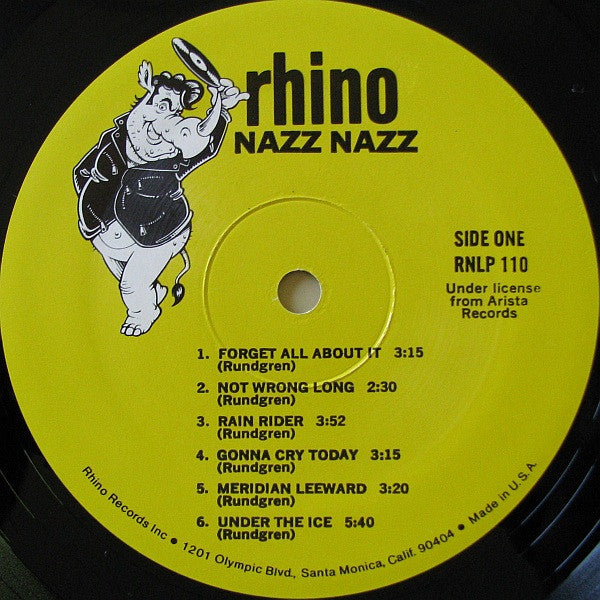 rhino
NAZZ NAZZ
SIDE ONE
RNLP 110
Under license
from Arista
Records
1. FORGET ALL ABOUT IT 3:15
(Rundgren)
2. NOT WRONG LONG 2:30
(Rundgren)
3. RAIN RIDER 3:52
(Rundgren)
4. GONNA CRY TODAY 3:15
(Rundgren)
5. MERIDIAN LEEWARD 3:20
(Rundgren)
6. UNDER THE ICE 5:40
(Rundgren)
Rhino Records Inc • 1201 Olympic Blvd., Santa Monica, Calif. 90404 • Made in U.S.A.